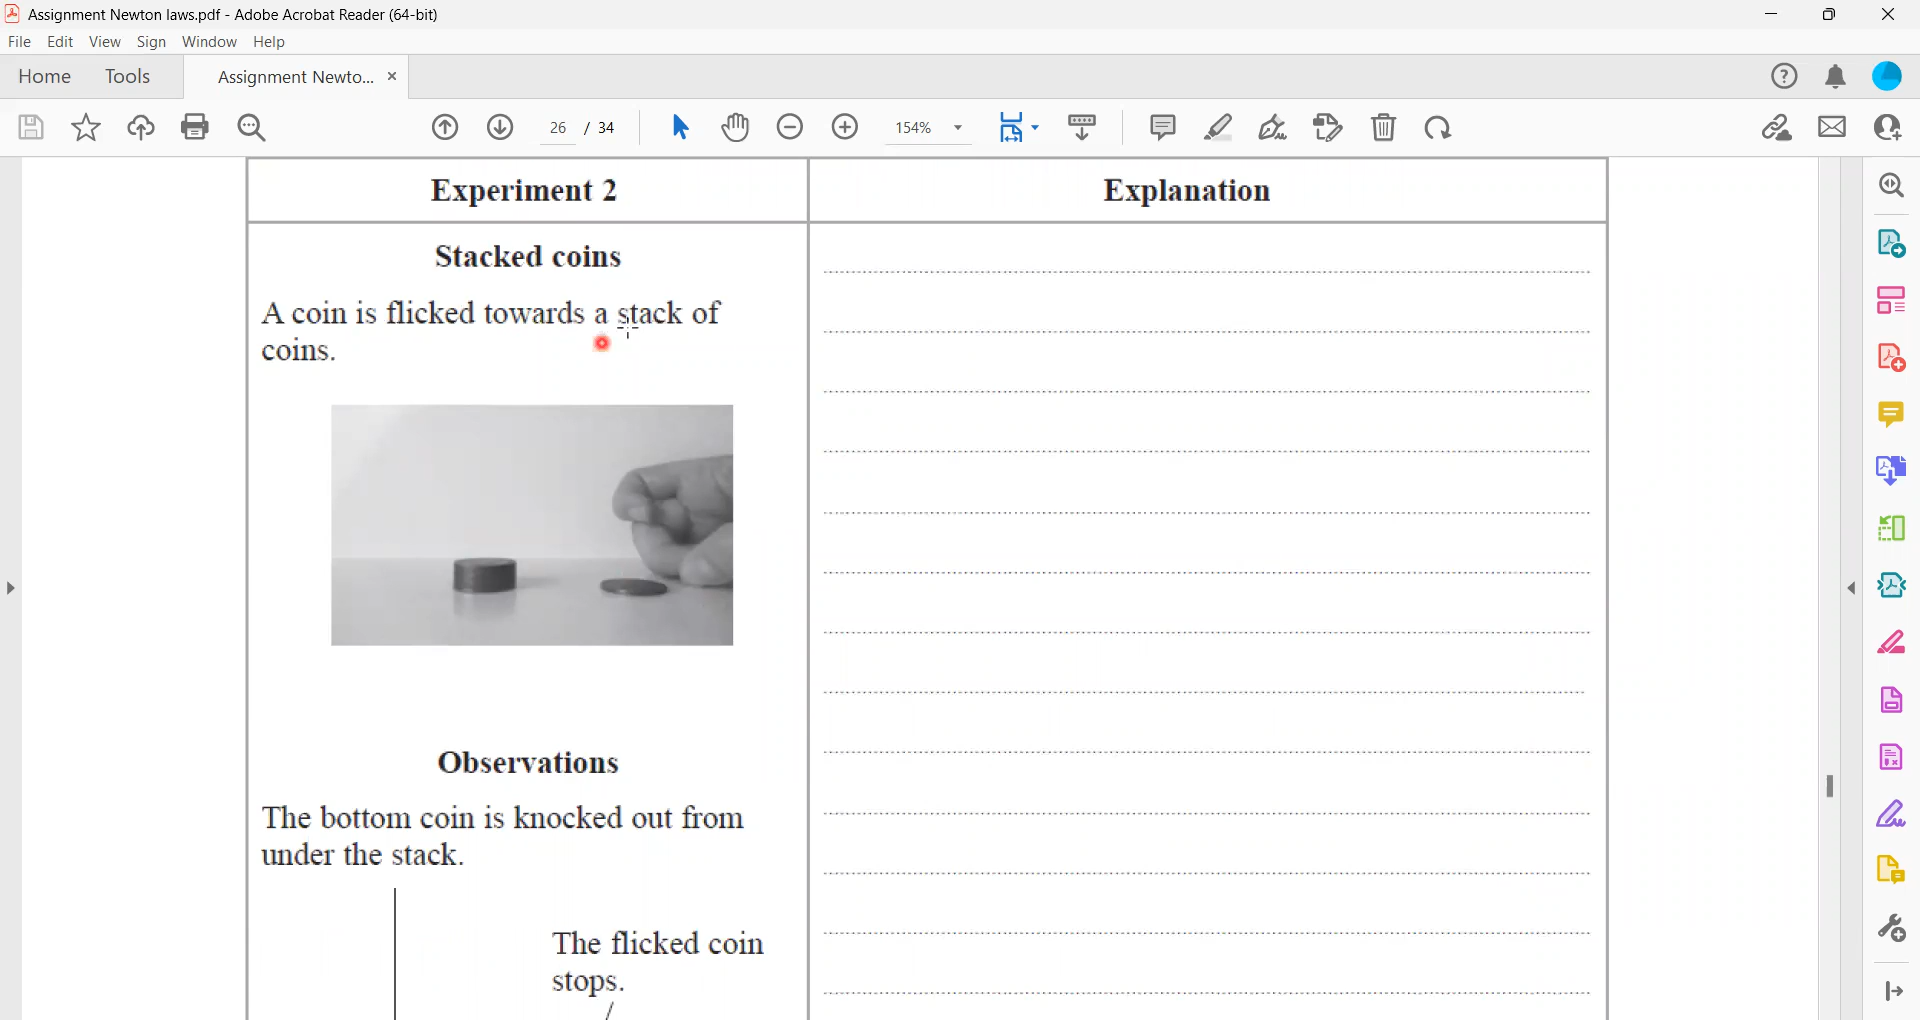 Assignment Newton laws.pdf - Adobe Acrobat Reader (64-bit)
File Edit View Sign Window Help
Home Tools Assignment Newto... ×
26 / 34 154%
Experiment 2 Explanation
Stacked coins
A coin is flicked towards a stack of
coins.
Observations
The bottom coin is knocked out from
under the stack.
The flicked coin
stops.